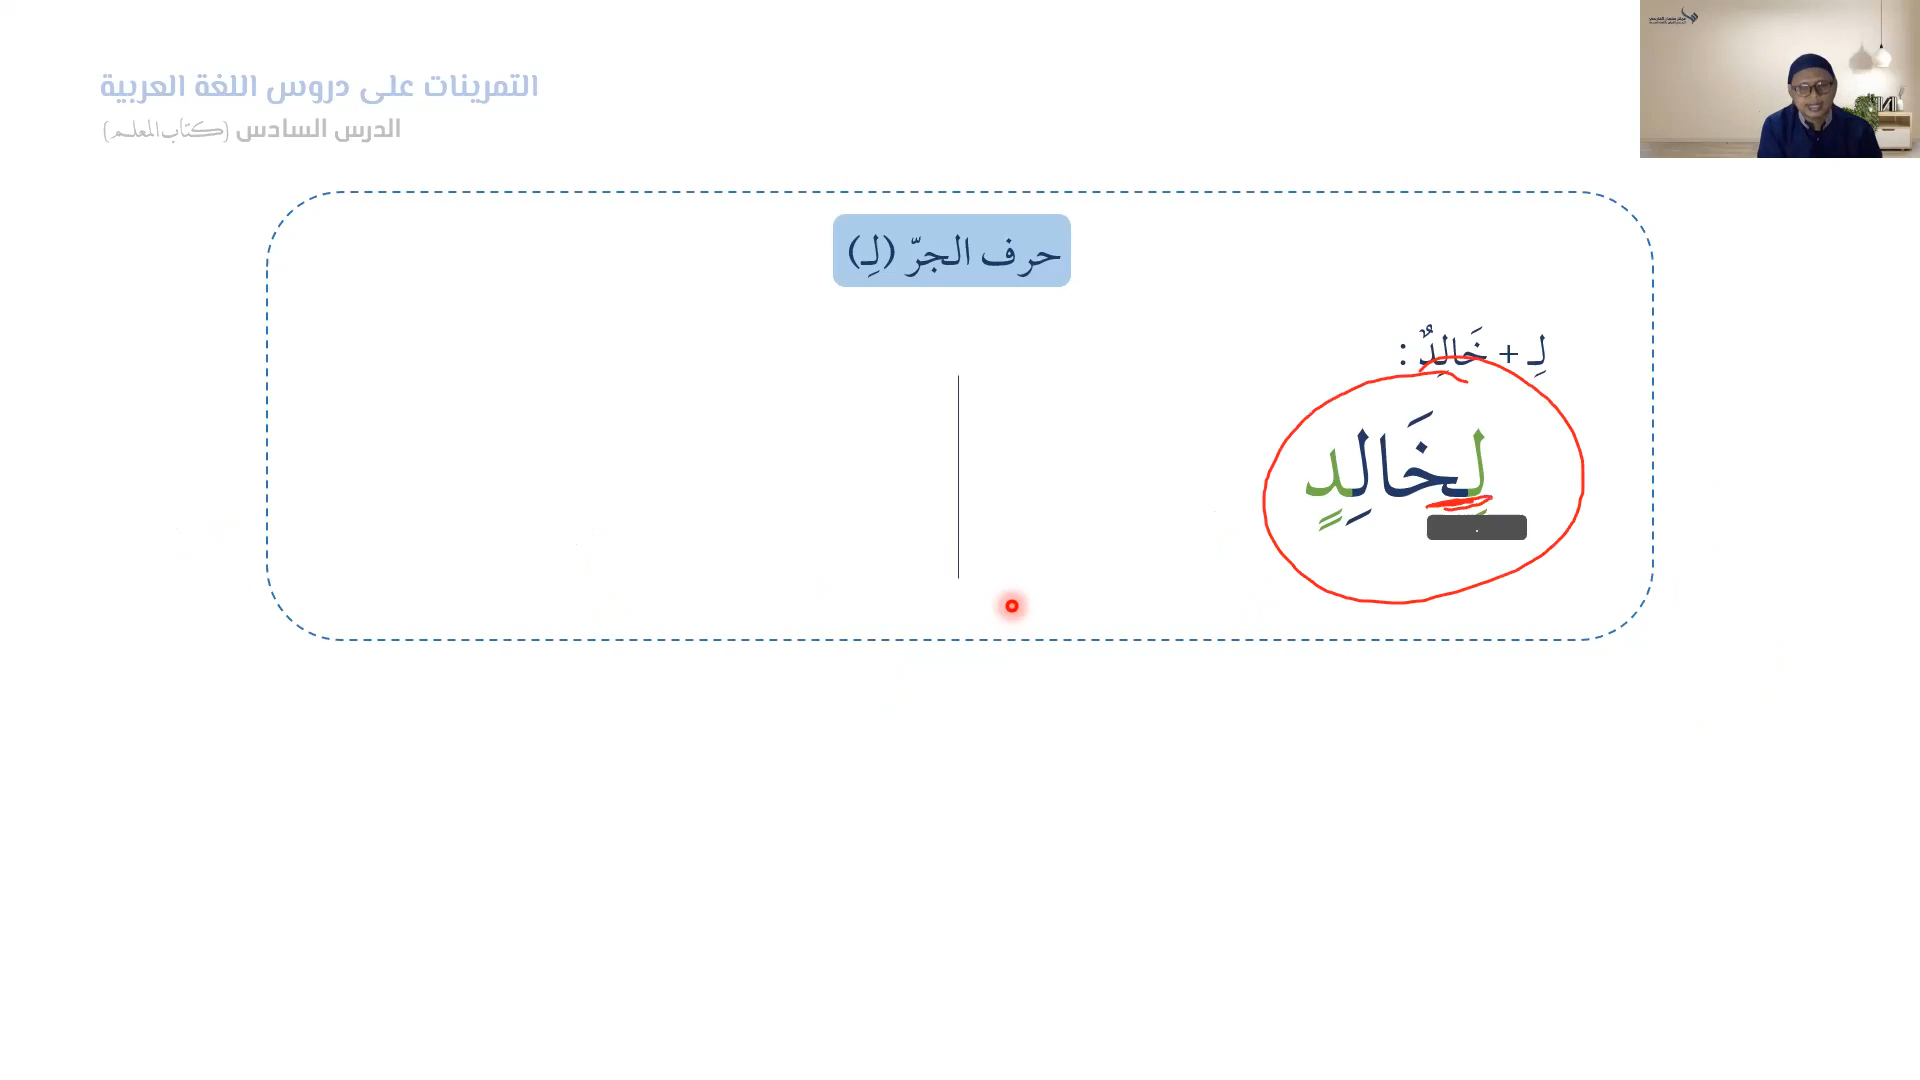 التمرينات على دروس اللغة العربية
الدرس السادس (كتاب المعلم)
حرف الجرّ (لِـ)
لِـ + خَالِدٌ :
لِخَالِدٍ